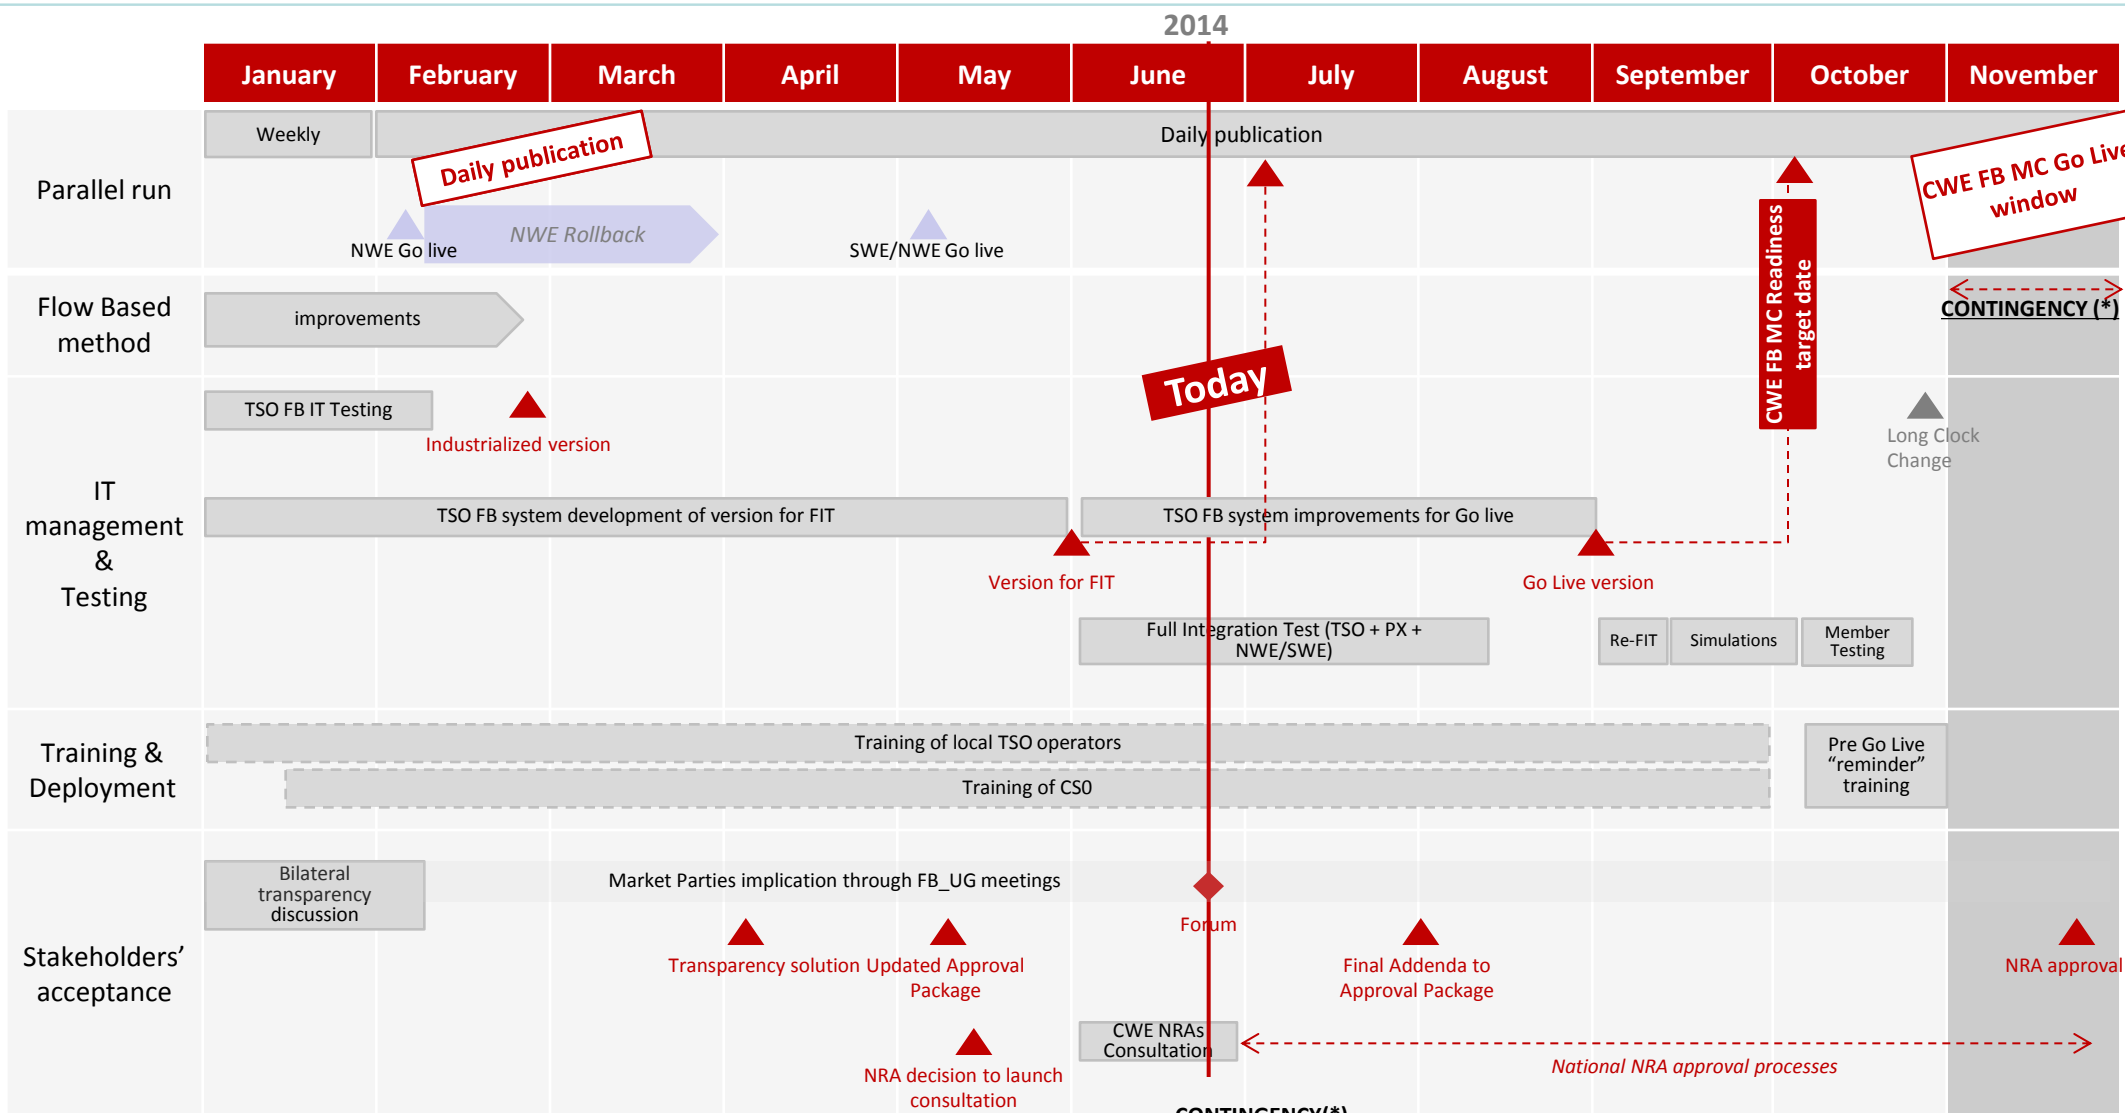 2014
January
February
March
April
May
June
July
August
September
October
November
Parallel run
Weekly
Daily publication
Daily publication
NWE Go live
NWE Rollback
SWE/NWE Go live
CWE FB MC Go Live
window
CWE FB MC Readiness
target date
Flow Based
method
improvements
CONTINGENCY (*)
Today
IT
management
&
Testing
TSO FB IT Testing
Industrialized version
Long Clock
Change
TSO FB system development of version for FIT
TSO FB system improvements for Go live
Version for FIT
Go Live version
Full Integration Test (TSO + PX +
NWE/SWE)
Re-FIT
Simulations
Member
Testing
Training &
Deployment
Training of local TSO operators
Training of CS0
Pre Go Live
“reminder”
training
Stakeholders’
acceptance
Bilateral
transparency
discussion
Market Parties implication through FB_UG meetings
Forum
Transparency solution
Updated Approval
Package
Final Addenda to
Approval Package
NRA approval
CWE NRAs
Consultation
National NRA approval processes
NRA decision to launch
consultation
CONTINGENCY(*)